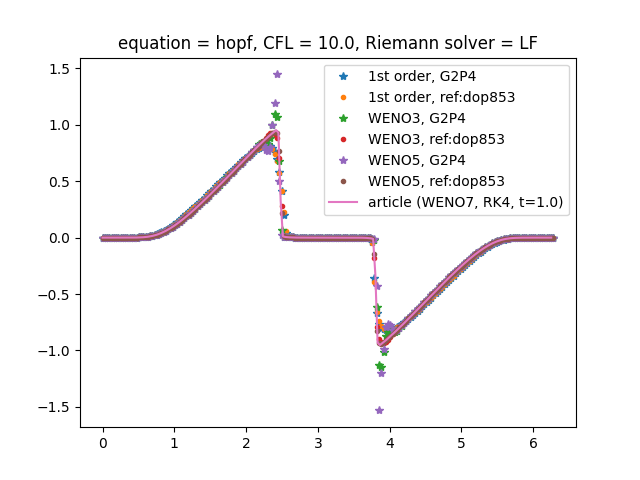 equation = hopf, CFL = 10.0, Riemann solver = LF
1.5
1.0
0.5
0.0
−0.5
−1.0
−1.5
0
1
2
3
4
5
6
1st order, G2P4
1st order, ref:dop853
WENO3, G2P4
WENO3, ref:dop853
WENO5, G2P4
WENO5, ref:dop853
article (WENO7, RK4, t=1.0)